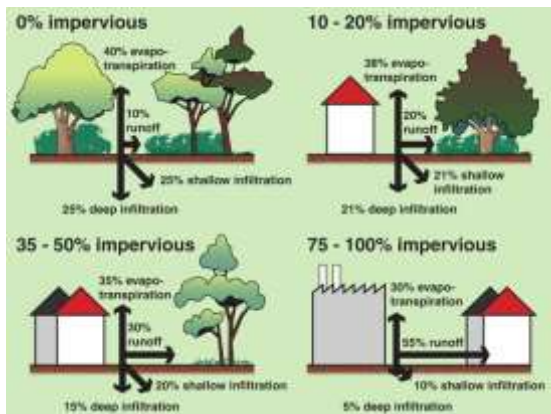 0% impervious
40% evapo-
transpiration
10%
runoff
25% shallow infiltration
25% deep infiltration
10 - 20% impervious
38% evapo-
transpiration
20%
runoff
21% shallow
infiltration
21% deep infiltration
35 - 50% impervious
35% evapo-
transpiration
30%
runoff
20% shallow infiltration
15% deep infiltration
75 - 100% impervious
30% evapo-
transpiration
55% runoff
10% shallow infiltration
5% deep infiltration